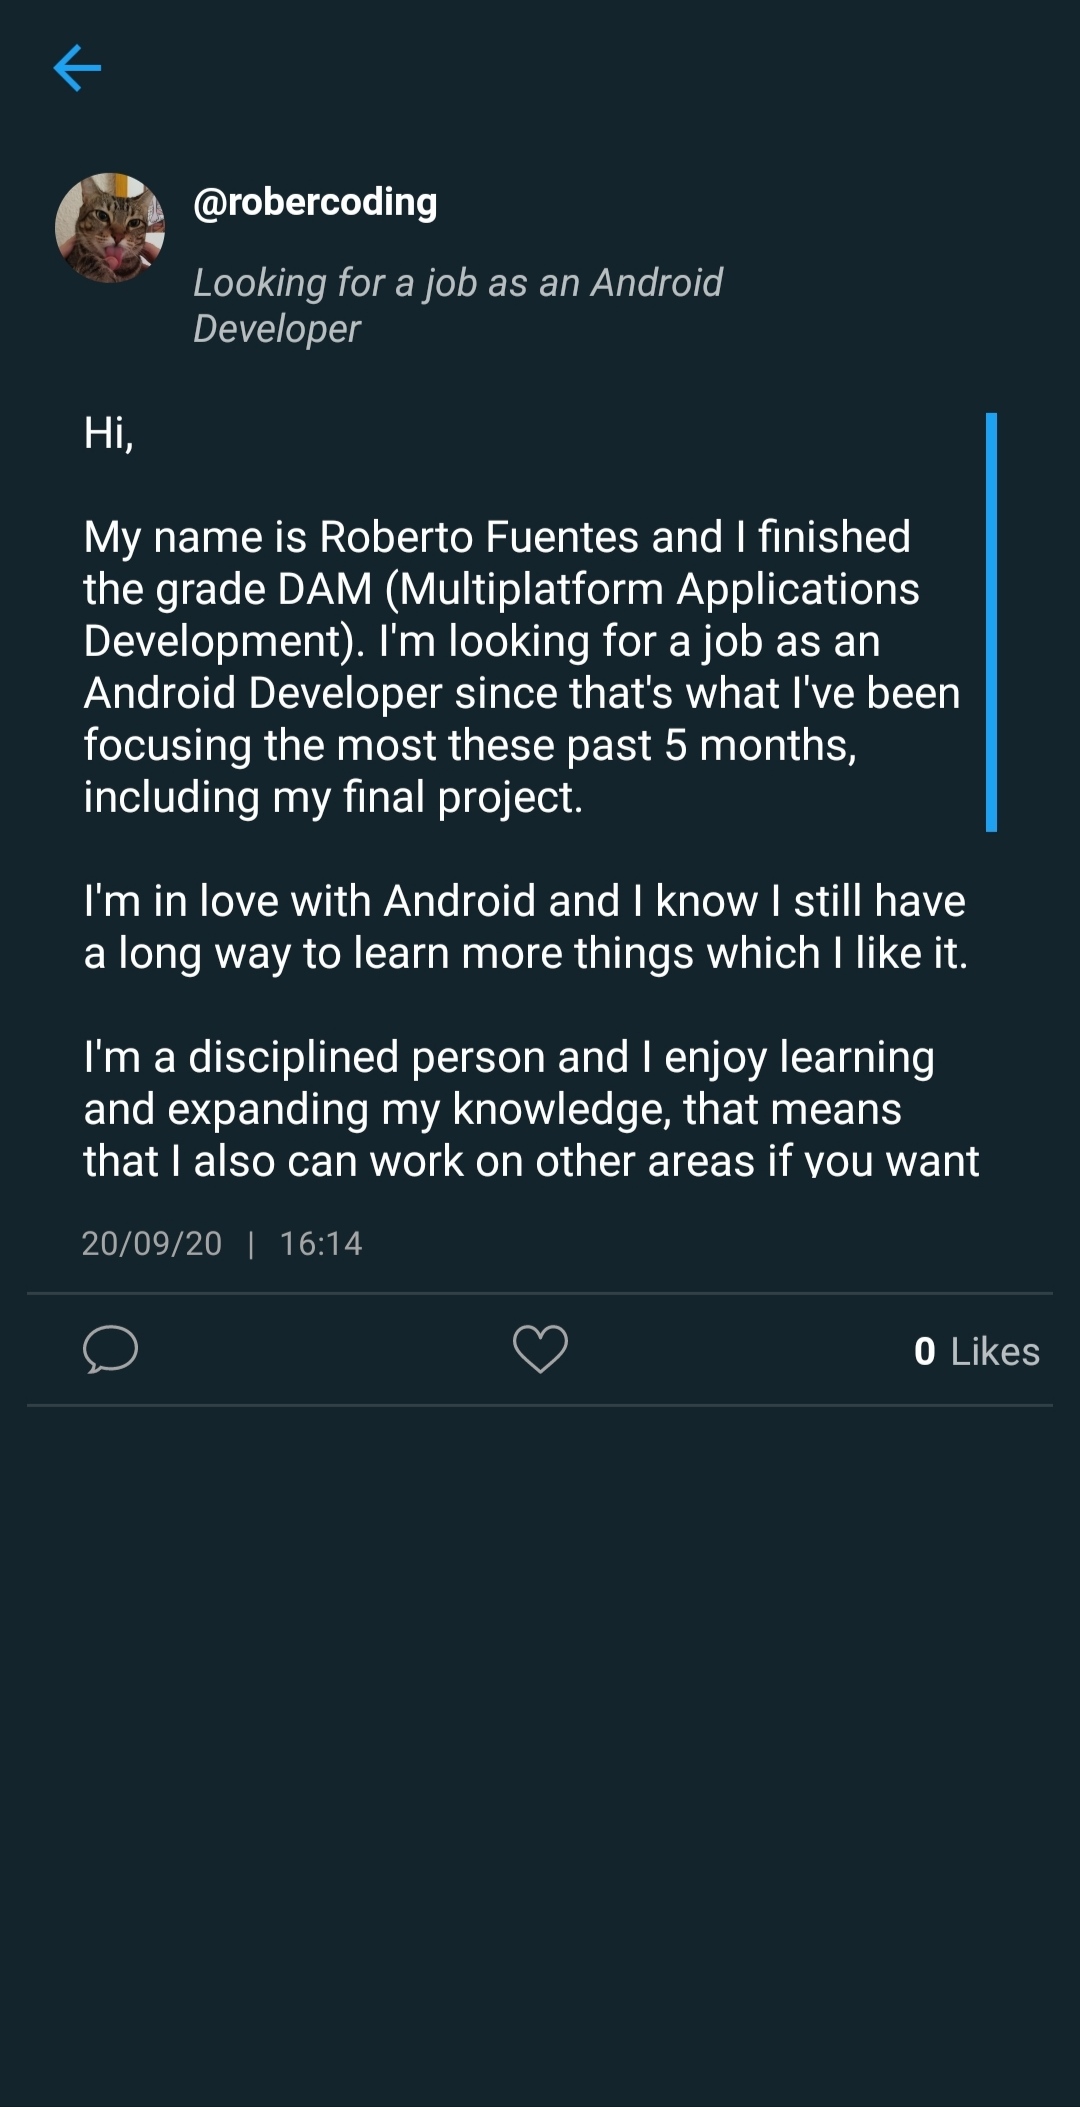 @robercoding
Looking for a job as an Android
Developer
Hi,
My name is Roberto Fuentes and I finished
the grade DAM (Multiplatform Applications
Development). I'm looking for a job as an
Android Developer since that's what I've been
focusing the most these past 5 months,
including my final project.
I'm in love with Android and I know I still have
a long way to learn more things which I like it.
I'm a disciplined person and I enjoy learning
and expanding my knowledge, that means
that I also can work on other areas if you want
20/09/20 | 16:14
0 Likes